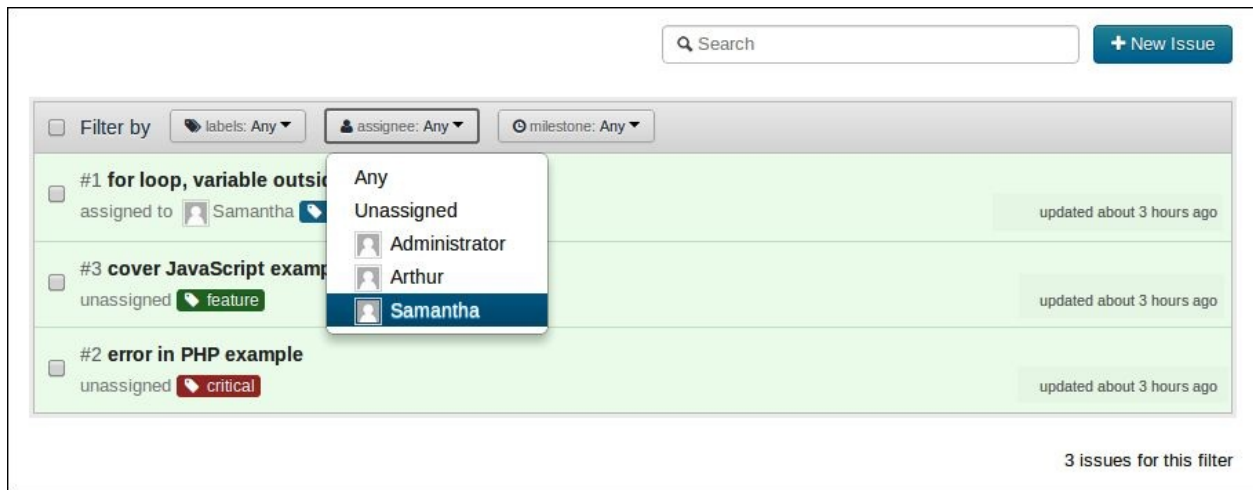 Search
New Issue
Filter by labels: Any assignee: Any milestone: Any
#1 for loop, variable
assigned to Samantha
updated about 3 hours ago
#3 cover JavaScript
unassigned feature
updated about 3 hours ago
#2 error in PHP example
unassigned critical
updated about 3 hours ago
Any
Unassigned
Administrator
Arthur
Samantha
3 issues for this filter